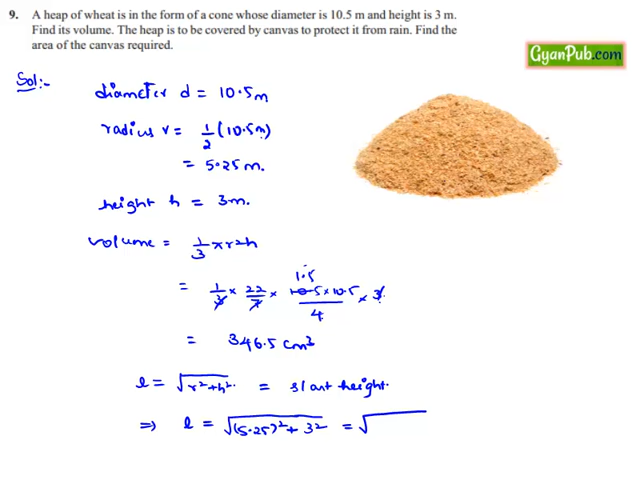 9. A heap of wheat is in the form of a cone whose diameter is 10.5 m and height is 3 m.
Find its volume. The heap is to be covered by canvas to protect it from rain. Find the
area of the canvas required.
GyanPub.com
Sol:-
diameter d = 10.5m
radius r = 1/2 (10.5m)
= 5.25 m.
height h = 3m.
volume = 1/3 πr²h
1.5
= 1/3 × 22/7 × 10.5×10.5/4 × 3
= 346.5 cm³
l = √r²+h² = slant height.
⇒ l = √(5.25)²+3² = √